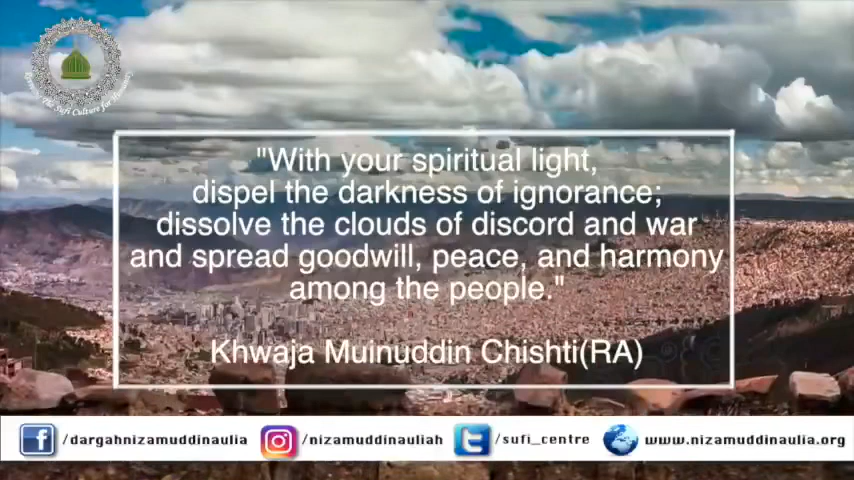 "With your spiritual light,
dispel the darkness of ignorance;
dissolve the clouds of discord and war
and spread goodwill, peace, and harmony
among the people."
Khwaja Muinuddin Chishti(RA)
/dargahnizamuddinaulia
/nizamuddinauliah
/sufi_centre
www.nizamuddinaulia.org